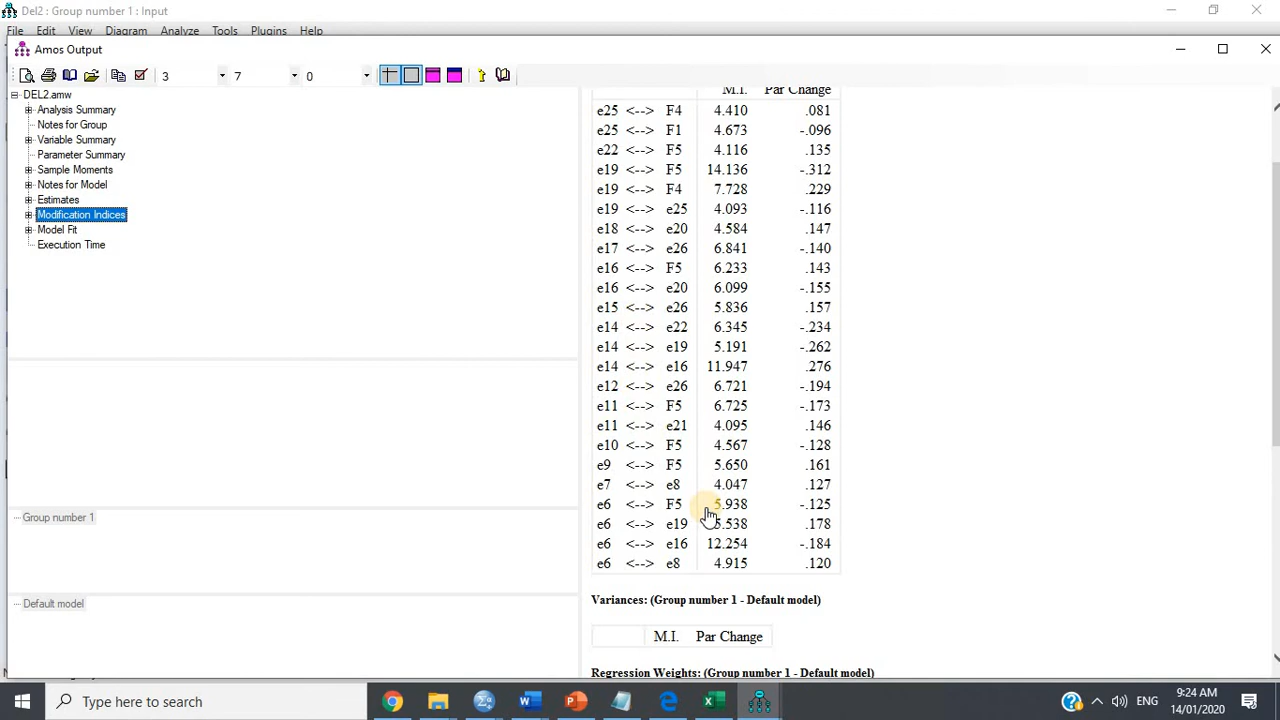 Del2 : Group number 1 : Input
File Edit View Diagram Analyze Tools Plugins Help
Amos Output
3 7 0
DEL2.amw
Analysis Summary
Notes for Group
Variable Summary
Parameter Summary
Sample Moments
Notes for Model
Estimates
Modification Indices
Model Fit
Execution Time
Group number 1
Default model
M.I. Par Change
e25 <--> F4 4.410 .081
e25 <--> F1 4.673 -.096
e22 <--> F5 4.116 .135
e19 <--> F5 14.136 -.312
e19 <--> F4 7.728 .229
e19 <--> e25 4.093 -.116
e18 <--> e20 4.584 .147
e17 <--> e26 6.841 -.140
e16 <--> F5 6.233 .143
e16 <--> e20 6.099 -.155
e15 <--> e26 5.836 .157
e14 <--> e22 6.345 -.234
e14 <--> e19 5.191 -.262
e14 <--> e16 11.947 .276
e12 <--> e26 6.721 -.194
e11 <--> F5 6.725 -.173
e11 <--> e21 4.095 .146
e10 <--> F5 4.567 -.128
e9 <--> F5 5.650 .161
e7 <--> e8 4.047 .127
e6 <--> F5 5.938 -.125
e6 <--> e19 5.538 .178
e6 <--> e16 12.254 -.184
e6 <--> e8 4.915 .120
Variances: (Group number 1 - Default model)
M.I. Par Change
Regression Weights: (Group number 1 - Default model)
Type here to search
ENG
9:24 AM
14/01/2020